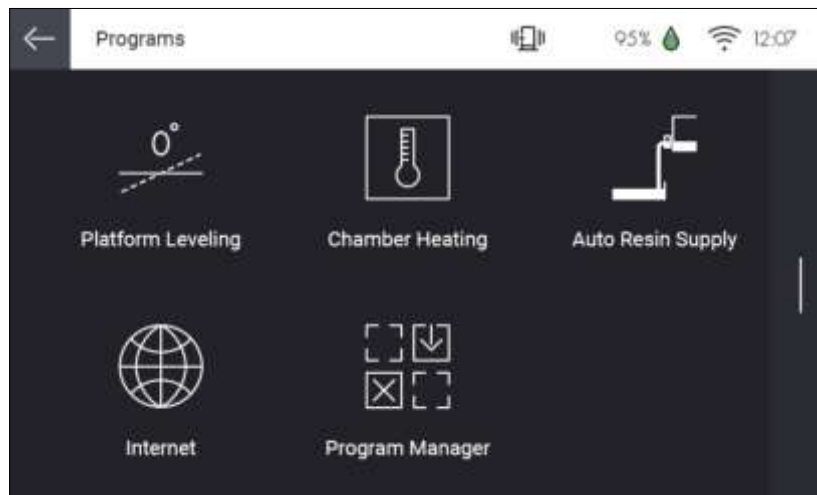 Programs 95% 12:07
0°
Platform Leveling Chamber Heating Auto Resin Supply
Internet Program Manager